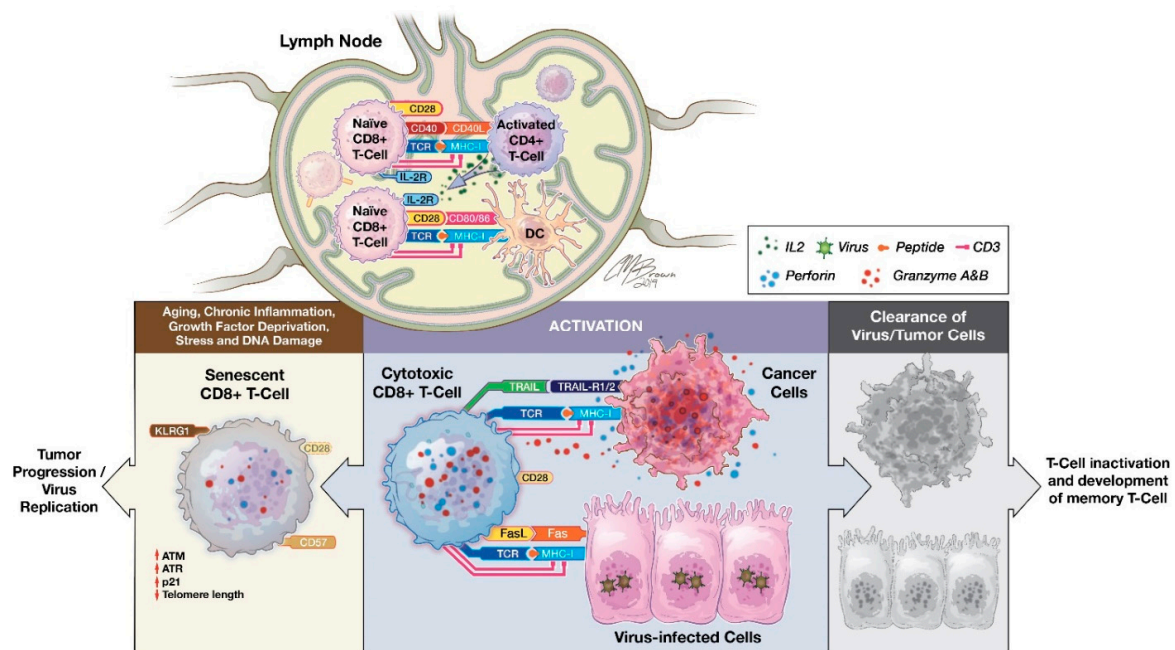 Lymph Node
CD28
Naïve
CD8+
T-Cell
CD40 CD40L
TCR MHC-I
Activated
CD4+
T-Cell
IL-2R
IL-2R
Naïve
CD8+
T-Cell
CD28 CD80/86
TCR MHC-I
DC
CMBrown
2019
IL2 Virus Peptide CD3
Perforin Granzyme A&B
Aging, Chronic Inflammation,
Growth Factor Deprivation,
Stress and DNA Damage
ACTIVATION
Clearance of
Virus/Tumor Cells
Senescent
CD8+ T-Cell
KLRG1
CD28
CD57
ATM
ATR
p21
Telomere length
Tumor
Progression /
Virus
Replication
Cytotoxic
CD8+ T-Cell
TRAIL TRAIL-R1/2
TCR MHC-I
Cancer
Cells
CD28
FasL Fas
TCR MHC-I
Virus-infected Cells
T-Cell inactivation
and development
of memory T-Cell